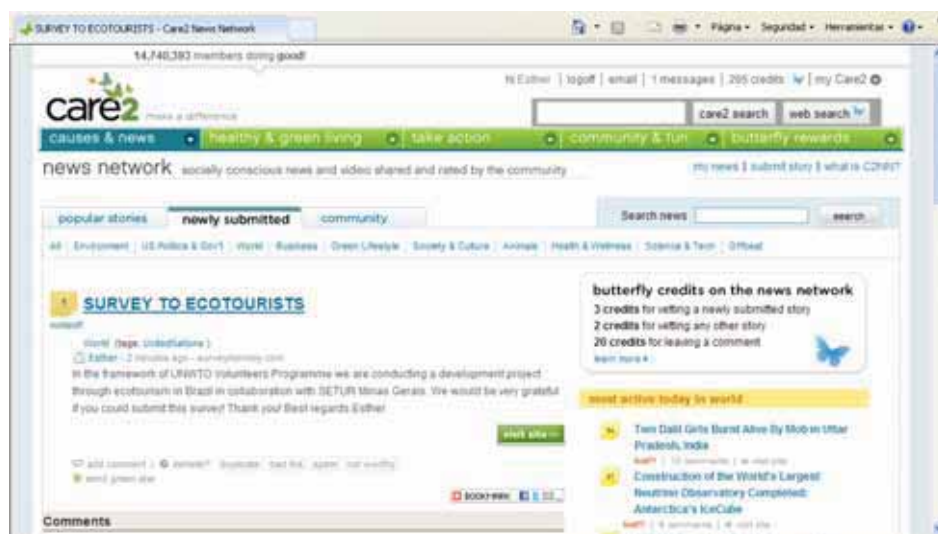 SURVEY TO ECOTOURISTS - Care2 News Network
Página Seguridad Herramientas
14,740,393 members doing good!
Hi Esther | logoff | email | 1 messages | 295 credits | my Care2
care2 make a difference
care2 search web search
causes & news healthy & green living take action community & fun butterfly rewards
news network socially conscious news and video shared and rated by the community
my news | submit story | what is C2NN?
popular stories newly submitted community
Search news search
All Environment US Politics & Gov't World Business Green Lifestyle Society & Culture Animals Health & Wellness Science & Tech Offbeat
1 SURVEY TO ECOTOURISTS
World (tags: UnitedNations )
Esther - 2 minutes ago -
In the framework of UNWTO Volunteers Programme we are conducting a development project
through ecotourism in Brazil in collaboration with SETUR Minas Gerais. We would be very grateful
if you could submit this survey! Thank you! Best regards Esther
visit site
add comment |
send green star
BOOKMARK
Comments
butterfly credits on the news network
3 credits for vetting a newly submitted story
2 credits for vetting any other story
20 credits for leaving a comment
learn more
most active today in world
Two Dalit Girls Burnt Alive By Mob in Uttar
Pradesh, India
comments | visit site
Construction of the World's Largest
Neutrino Observatory Completed:
Antarctica's IceCube
comments | visit site